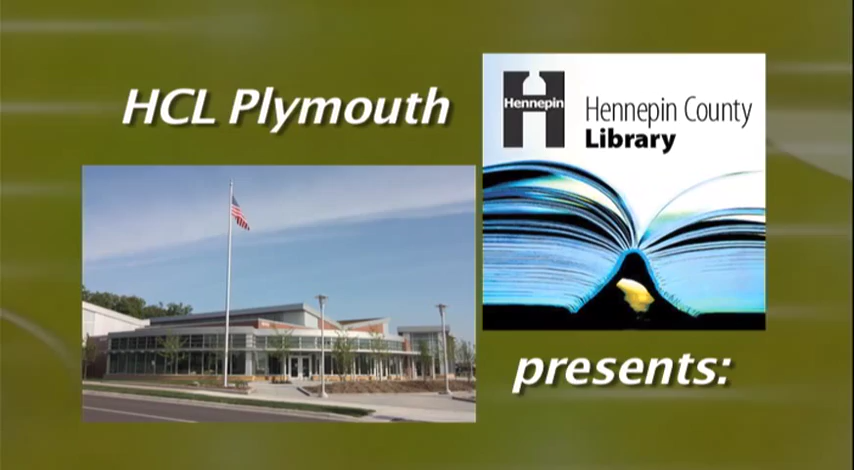 HCL Plymouth
Hennepin
Hennepin County
Library
presents: